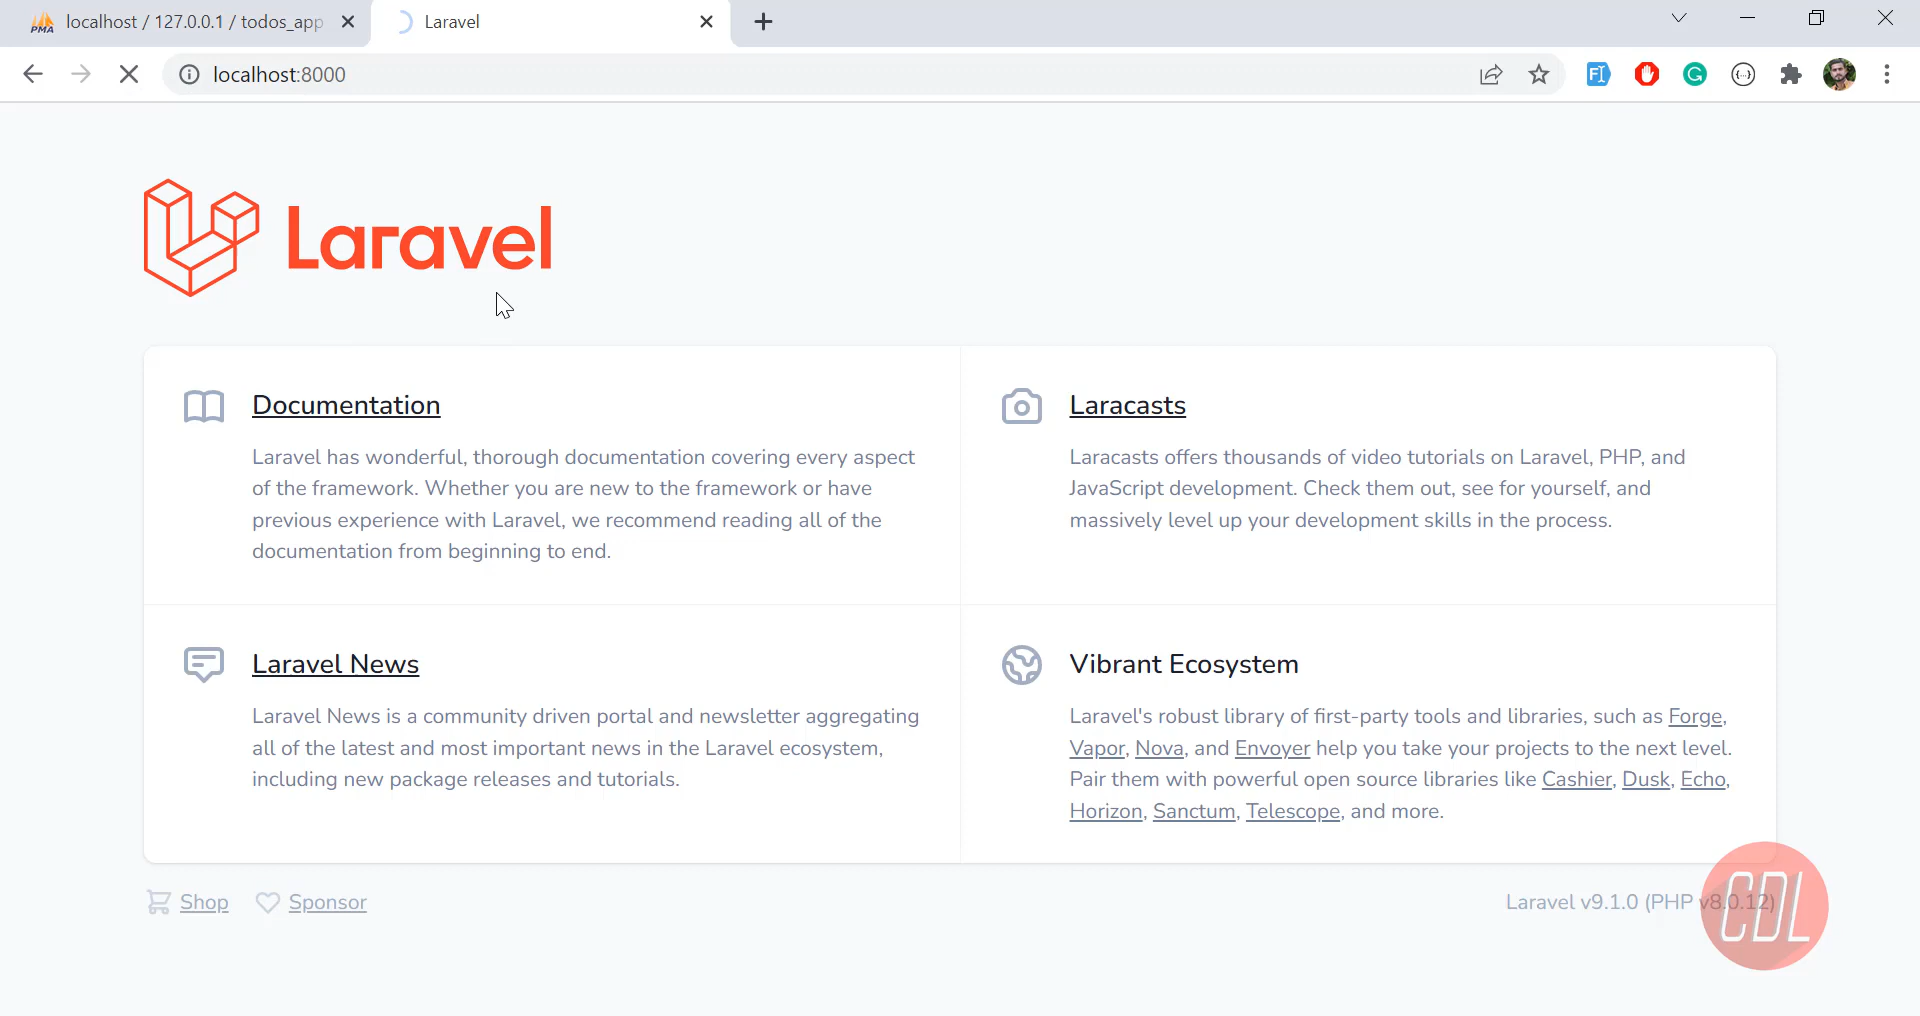 PMA
localhost / 127.0.0.1 / todos_app
Laravel
localhost:8000
Laravel
Documentation
Laravel has wonderful, thorough documentation covering every aspect
of the framework. Whether you are new to the framework or have
previous experience with Laravel, we recommend reading all of the
documentation from beginning to end.
Laracasts
Laracasts offers thousands of video tutorials on Laravel, PHP, and
JavaScript development. Check them out, see for yourself, and
massively level up your development skills in the process.
Laravel News
Laravel News is a community driven portal and newsletter aggregating
all of the latest and most important news in the Laravel ecosystem,
including new package releases and tutorials.
Vibrant Ecosystem
Laravel's robust library of first-party tools and libraries, such as Forge,
Vapor, Nova, and Envoyer help you take your projects to the next level.
Pair them with powerful open source libraries like Cashier, Dusk, Echo,
Horizon, Sanctum, Telescope, and more.
Shop
Sponsor
Laravel v9.1.0 (PHP v8.0.12)
CDL